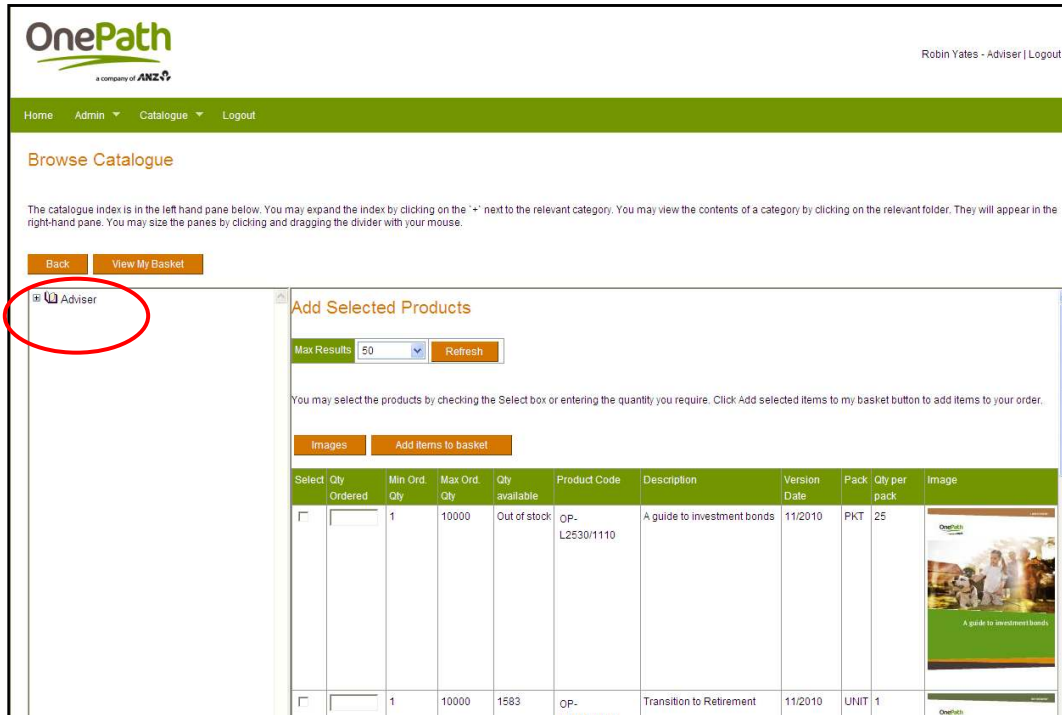 OnePath
a company of ANZ
Robin Yates - Adviser | Logout
Home Admin Catalogue Logout
Browse Catalogue
The catalogue index is in the left hand pane below. You may expand the index by clicking on the `+' next to the relevant category. You may view the contents of a category by clicking on the relevant folder. They will appear in the
right-hand pane. You may size the panes by clicking and dragging the divider with your mouse.
Back View My Basket
Adviser
Add Selected Products
Max Results 50 Refresh
You may select the products by checking the Select box or entering the quantity you require. Click Add selected items to my basket button to add items to your order.
Images Add items to basket
Select Qty Ordered Min Ord. Qty Max Ord. Qty Qty available Product Code Description Version Date Pack Qty per pack Image
1 10000 Out of stock OP-L2530/1110 A guide to investment bonds 11/2010 PKT 25
OnePath
A guide to investment bonds
1 10000 1583 OP- Transition to Retirement 11/2010 UNIT 1
OnePath